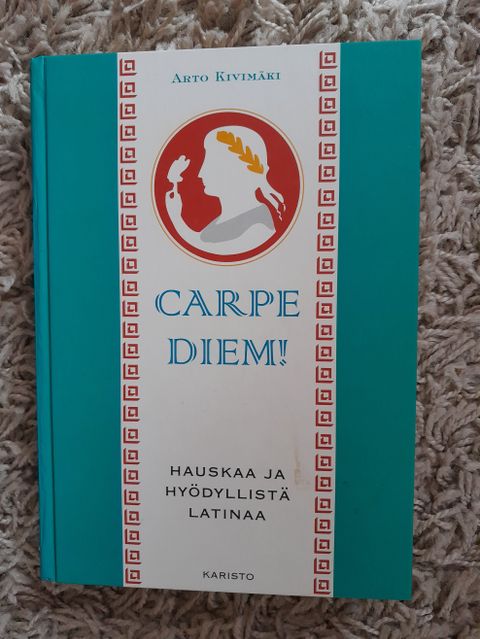 ARTO KIVIMÄKI
CARPE
DIEM!
HAUSKAA JA
HYÖDYLLISTÄ
LATINAA
KARISTO